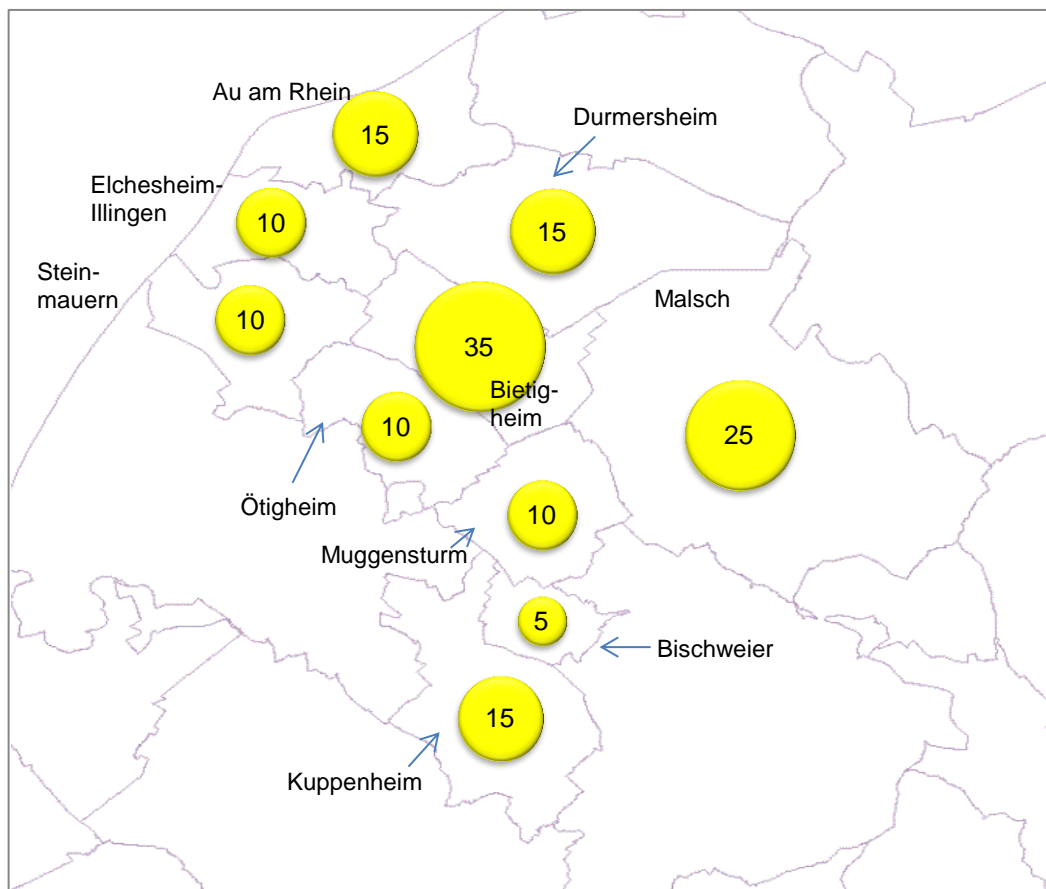 Au am Rhein
15
Durmersheim
Elchesheim-
Illingen
10
15
Stein-
mauern
10
Malsch
35
Bietig-
heim
10
25
Ötigheim
10
Muggensturm
5
Bischweier
15
Kuppenheim